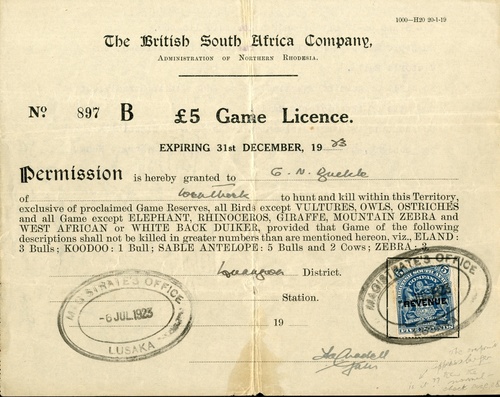 1000—H20 20-1-19
The British South Africa Company,
Administration of Northern Rhodesia.
No. 897 B £5 Game Licence.
EXPIRING 31st DECEMBER, 19 23
Permission is hereby granted to G. N.
of to hunt and kill within this Territory,
exclusive of proclaimed Game Reserves, all Birds except VULTURES, OWLS, OSTRICHES
and all Game except ELEPHANT, RHINOCEROS, GIRAFFE, MOUNTAIN ZEBRA and
WEST AFRICAN or WHITE BACK DUIKER, provided that Game of the following
descriptions shall not be killed in greater numbers than are mentioned hereon, viz., ELAND:
3 Bulls; KOODOO: 1 Bull; SABLE ANTELOPE: 5 Bulls and 2 Cows; ZEBRA: 3.
District.
Station.
19
MAGISTRATE'S OFFICE
-6 JUL 1923
LUSAKA
MAGISTRATE'S OFFICE
BRITISH SOUTH AFRICA
REVENUE